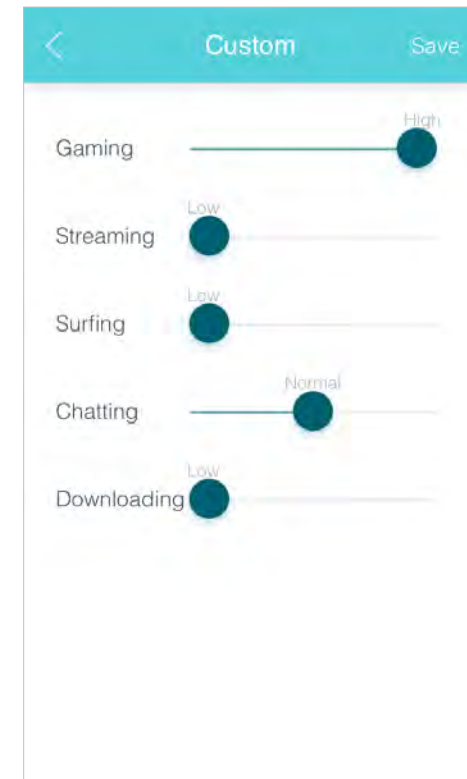 Custom Save
High
Gaming
Low
Streaming
Low
Surfing
Normal
Chatting
Low
Downloading